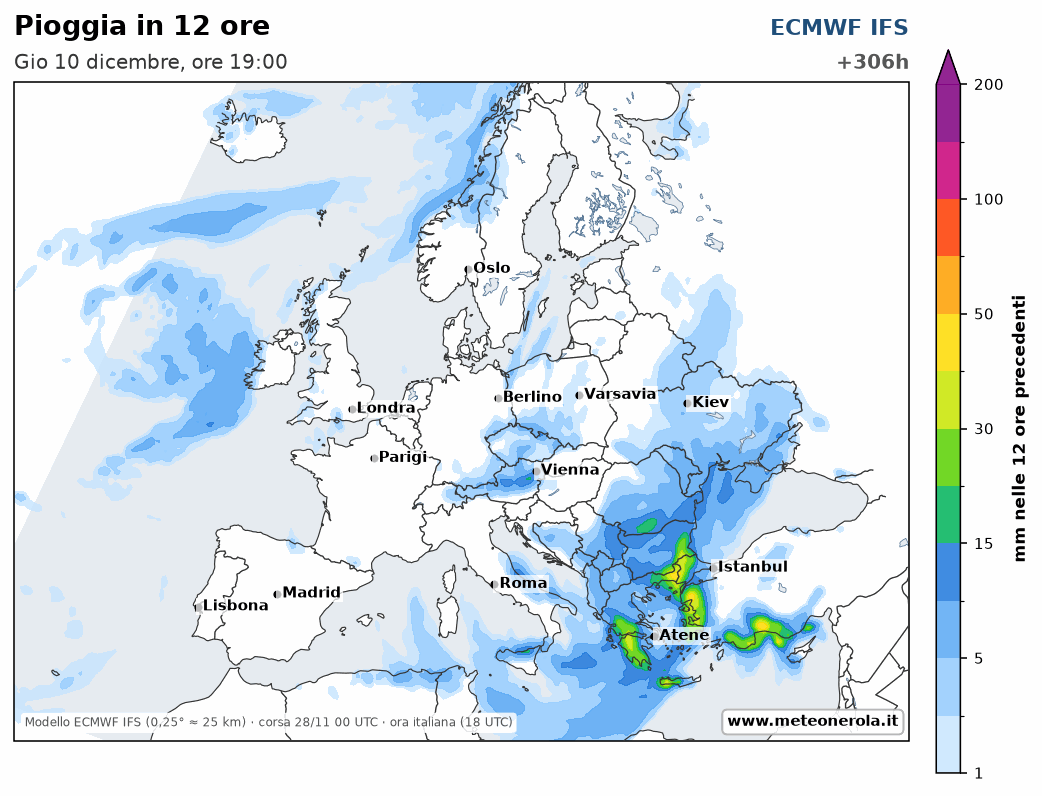 Pioggia in 12 ore
ECMWF IFS
Gio 10 dicembre, ore 19:00
+306h
200
100
50
30
15
5
1
mm nelle 12 ore precedenti
Oslo
Berlino
Varsavia
Kiev
Londra
Parigi
Vienna
Istanbul
Roma
Madrid
Lisbona
Atene
Modello ECMWF IFS (0,25° ≈ 25 km) · corsa 28/11 00 UTC · ora italiana (18 UTC)
www.meteonerola.it